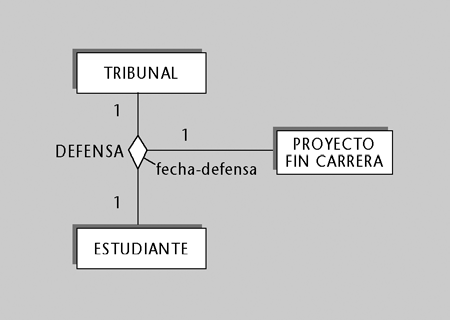 TRIBUNAL
1
1
DEFENSA
PROYECTO
FIN CARRERA
fecha-defensa
1
ESTUDIANTE